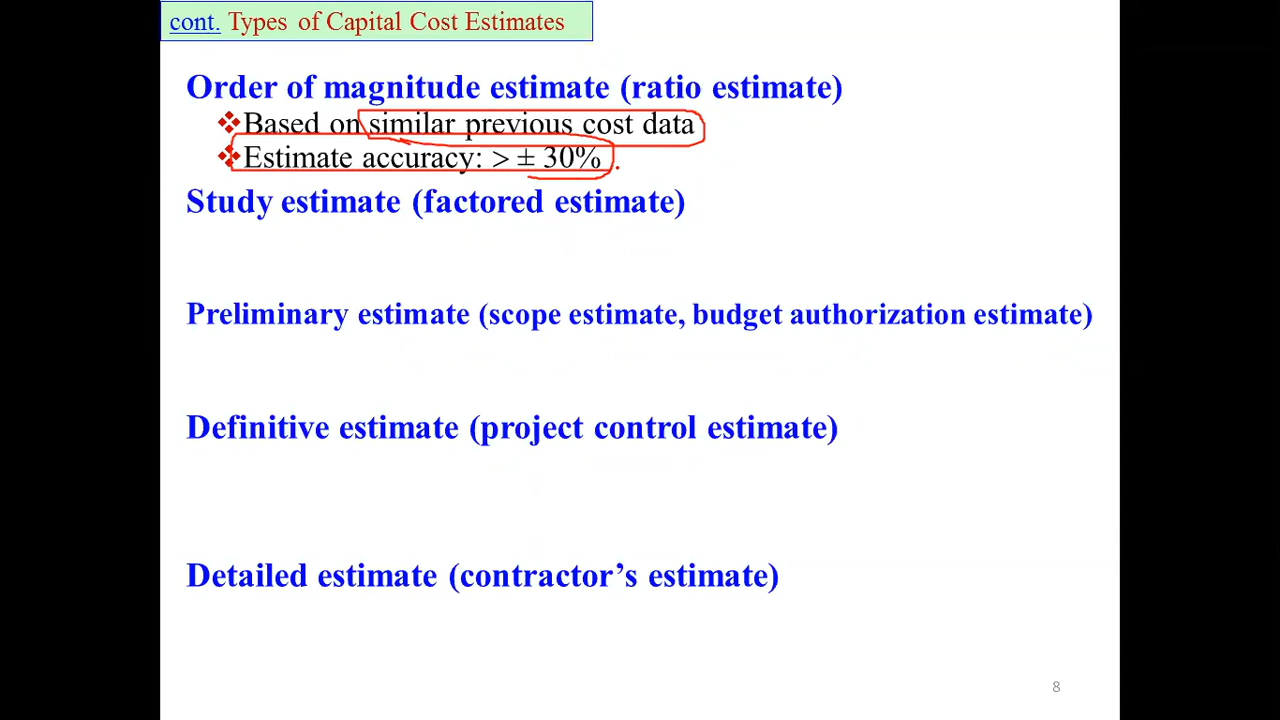 cont. Types of Capital Cost Estimates
Order of magnitude estimate (ratio estimate)
❖Based on similar previous cost data
❖Estimate accuracy: > ± 30%
Study estimate (factored estimate)
Preliminary estimate (scope estimate, budget authorization estimate)
Definitive estimate (project control estimate)
Detailed estimate (contractor’s estimate)
8